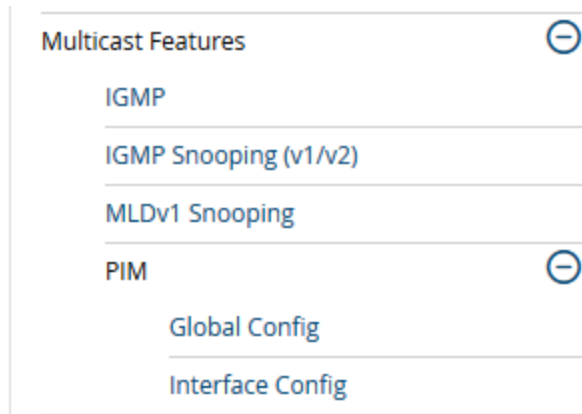 Multicast Features
IGMP
IGMP Snooping (v1/v2)
MLDv1 Snooping
PIM
Global Config
Interface Config